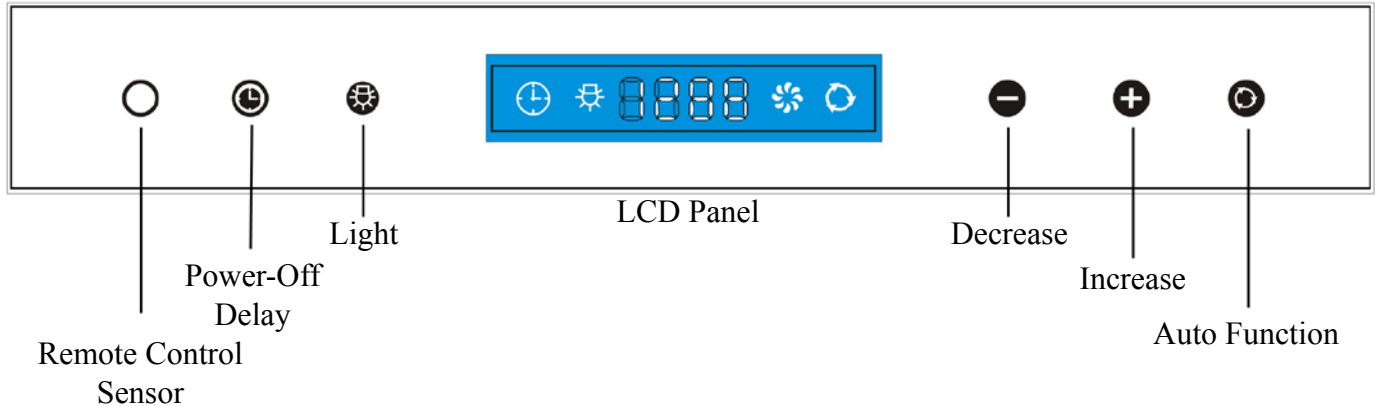 LCD Panel
Light
Decrease
Power-Off
Delay
Increase
Auto Function
Remote Control
Sensor